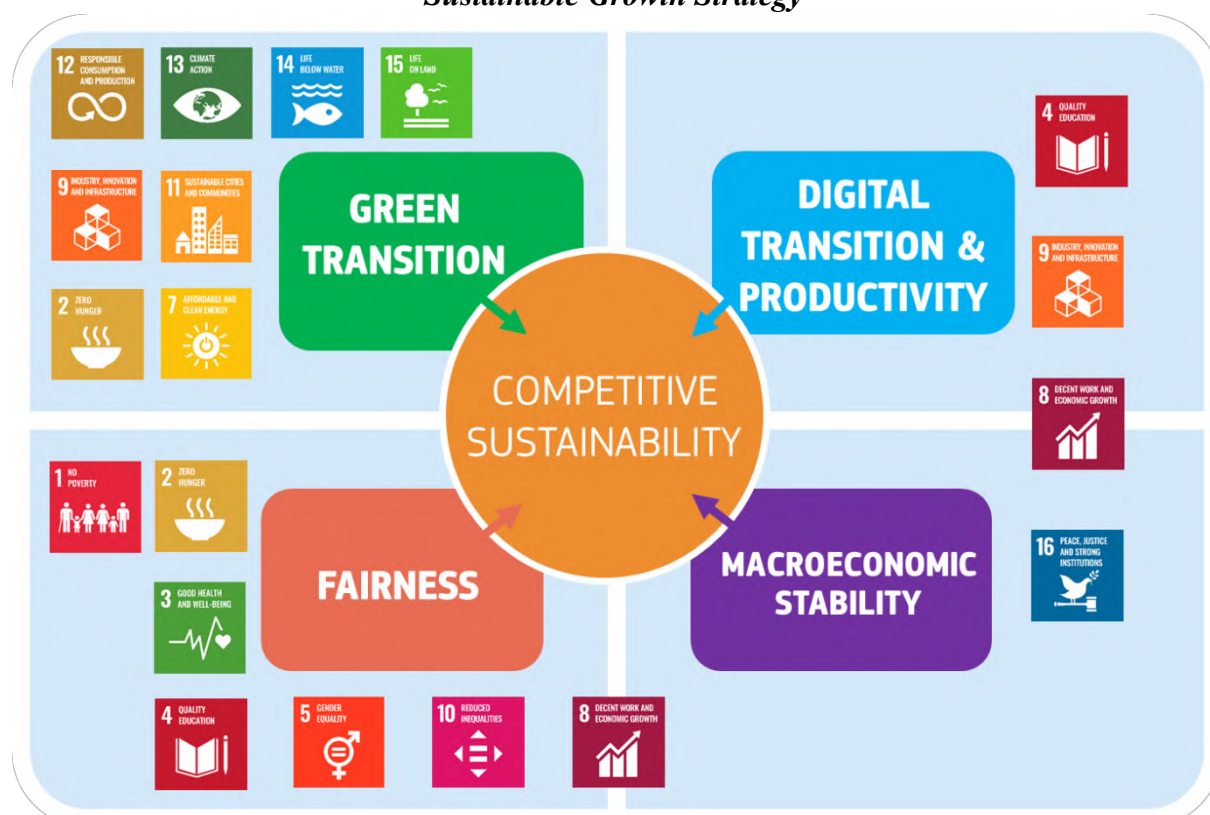 Sustainable Growth Strategy
12 RESPONSIBLE
CONSUMPTION
AND PRODUCTION
13 CLIMATE
ACTION
14 LIFE
BELOW WATER
15 LIFE
ON LAND
9 INDUSTRY, INNOVATION
AND INFRASTRUCTURE
11 SUSTAINABLE CITIES
AND COMMUNITIES
2 ZERO
HUNGER
7 AFFORDABLE AND
CLEAN ENERGY
GREEN
TRANSITION
DIGITAL
TRANSITION &
PRODUCTIVITY
4 QUALITY
EDUCATION
9 INDUSTRY, INNOVATION
AND INFRASTRUCTURE
8 DECENT WORK AND
ECONOMIC GROWTH
COMPETITIVE
SUSTAINABILITY
1 NO
POVERTY
2 ZERO
HUNGER
3 GOOD HEALTH
AND WELL-BEING
FAIRNESS
4 QUALITY
EDUCATION
5 GENDER
EQUALITY
10 REDUCED
INEQUALITIES
8 DECENT WORK AND
ECONOMIC GROWTH
MACROECONOMIC
STABILITY
16 PEACE, JUSTICE
AND STRONG
INSTITUTIONS